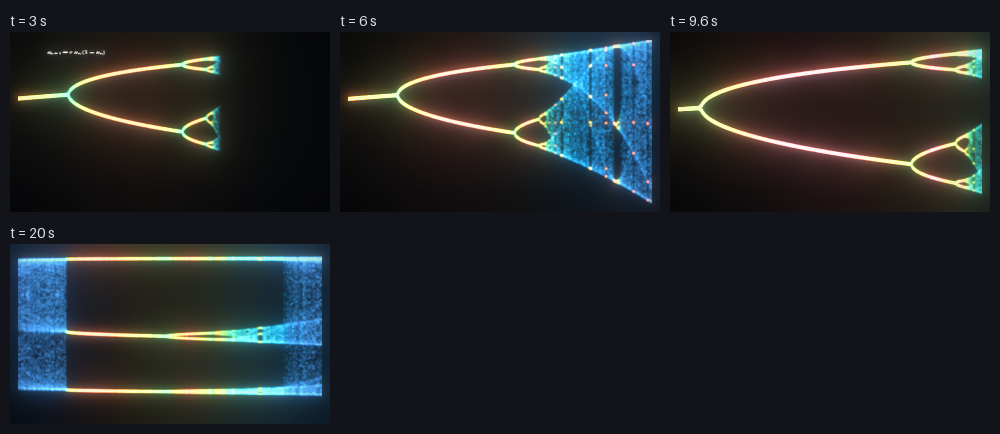 t = 3 s
t = 6 s
t = 9.6 s
t = 20 s